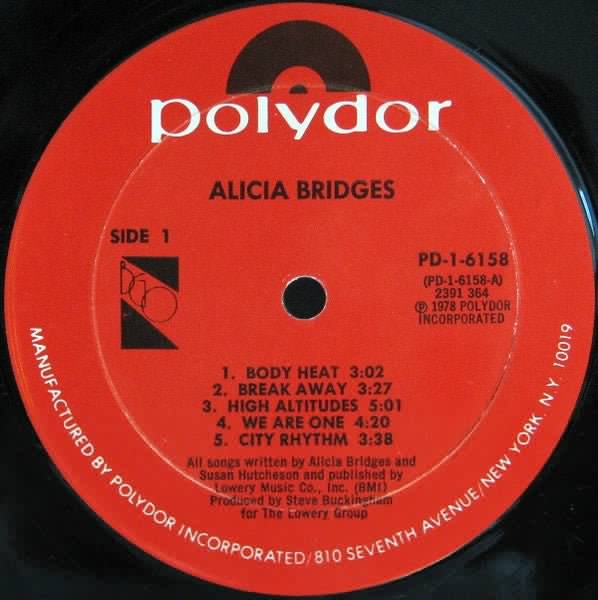 polydor
ALICIA BRIDGES
SIDE 1
PD-1-6158
(PD-1-6158-A)
2391 364
℗ 1978 POLYDOR
INCORPORATED
1. BODY HEAT 3:02
2. BREAK AWAY 3:27
3. HIGH ALTITUDES 5:01
4. WE ARE ONE 4:20
5. CITY RHYTHM 3:38
All songs written by Alicia Bridges and
Susan Hutcheson and published by
Lowery Music Co., Inc. (BMI)
Produced by Steve Buckingham
for The Lowery Group
MANUFACTURED BY POLYDOR INCORPORATED/810 SEVENTH AVENUE/NEW YORK, N.Y. 10019